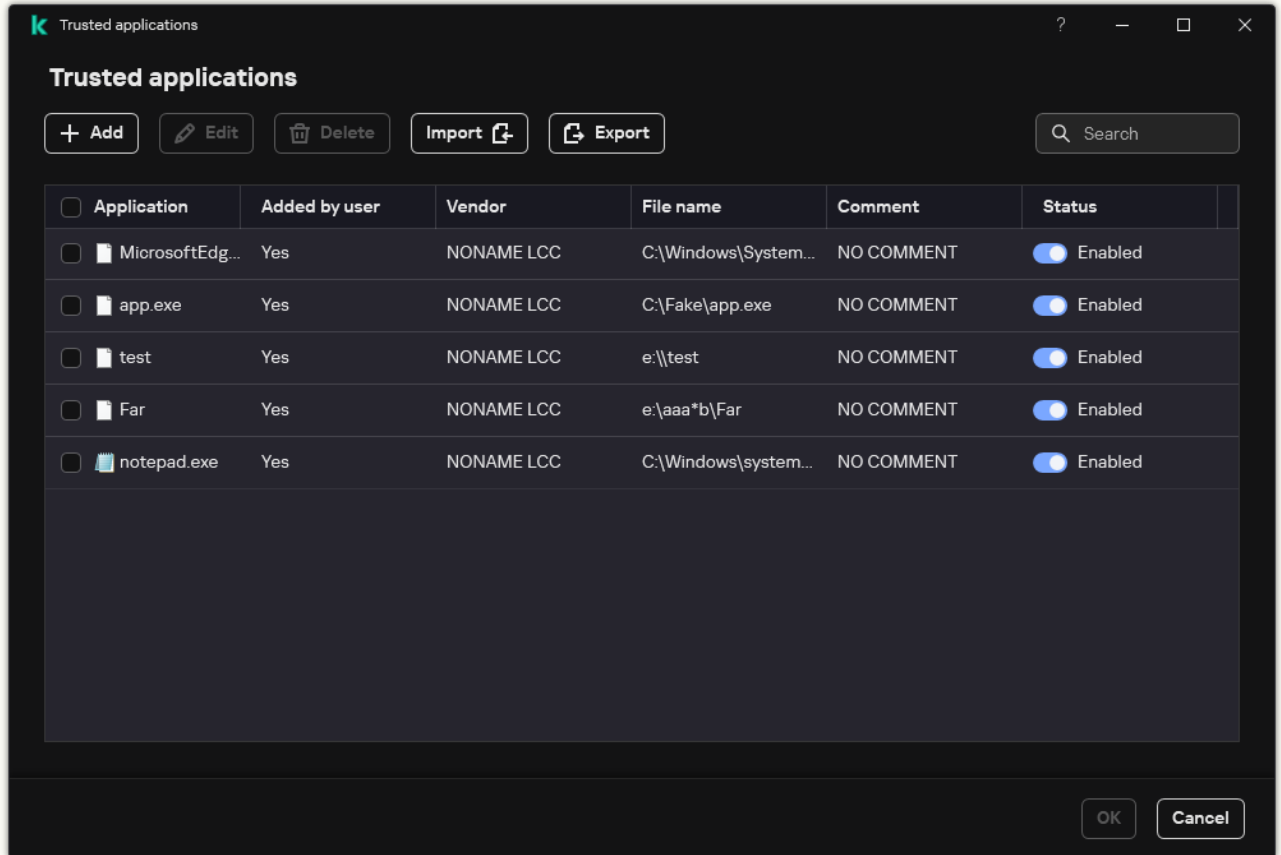 Trusted applications
?
Trusted applications
Add Edit Delete Import Export Search
Application Added by user Vendor File name Comment Status
MicrosoftEdg... Yes NONAME LCC C:\Windows\System... NO COMMENT Enabled
app.exe Yes NONAME LCC C:\Fake\app.exe NO COMMENT Enabled
test Yes NONAME LCC e:\\test NO COMMENT Enabled
Far Yes NONAME LCC e:\aaa*b\Far NO COMMENT Enabled
notepad.exe Yes NONAME LCC C:\Windows\system... NO COMMENT Enabled
OK Cancel